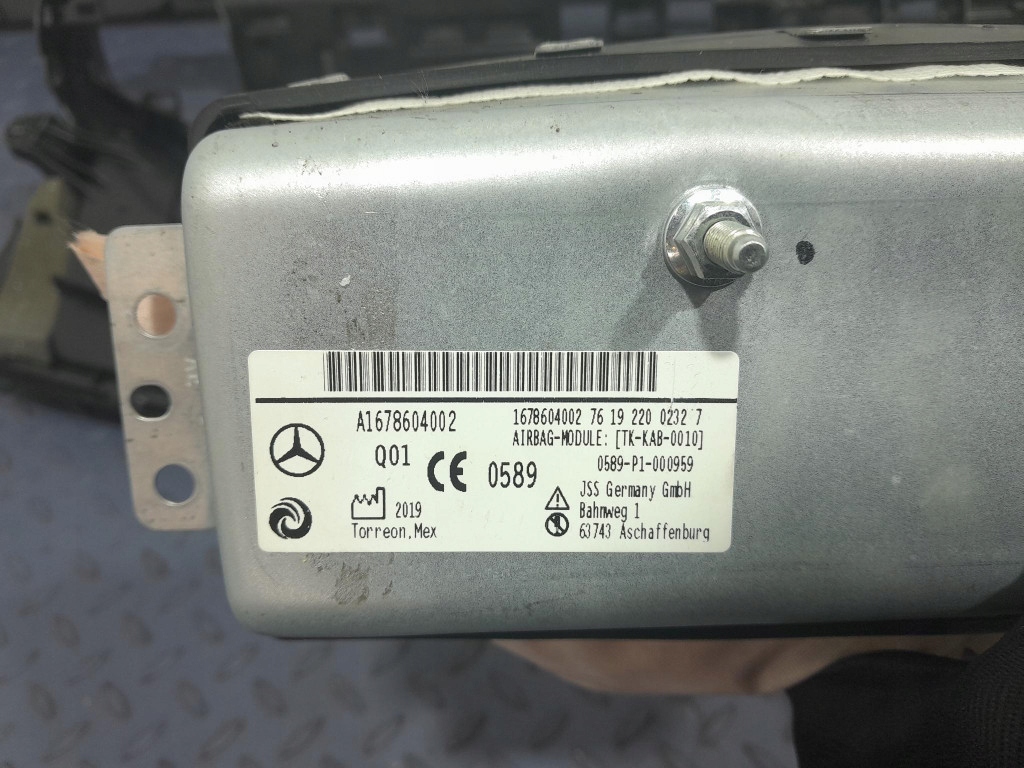 A1678604002
Q01
CE 0589
2019
Torreon, Mex
1678604002 76 19 220 0232 7
AIRBAG-MODULE: [TK-KAB-0010]
0589-P1-000959
JSS Germany GmbH
Bahnweg 1
63743 Aschaffenburg